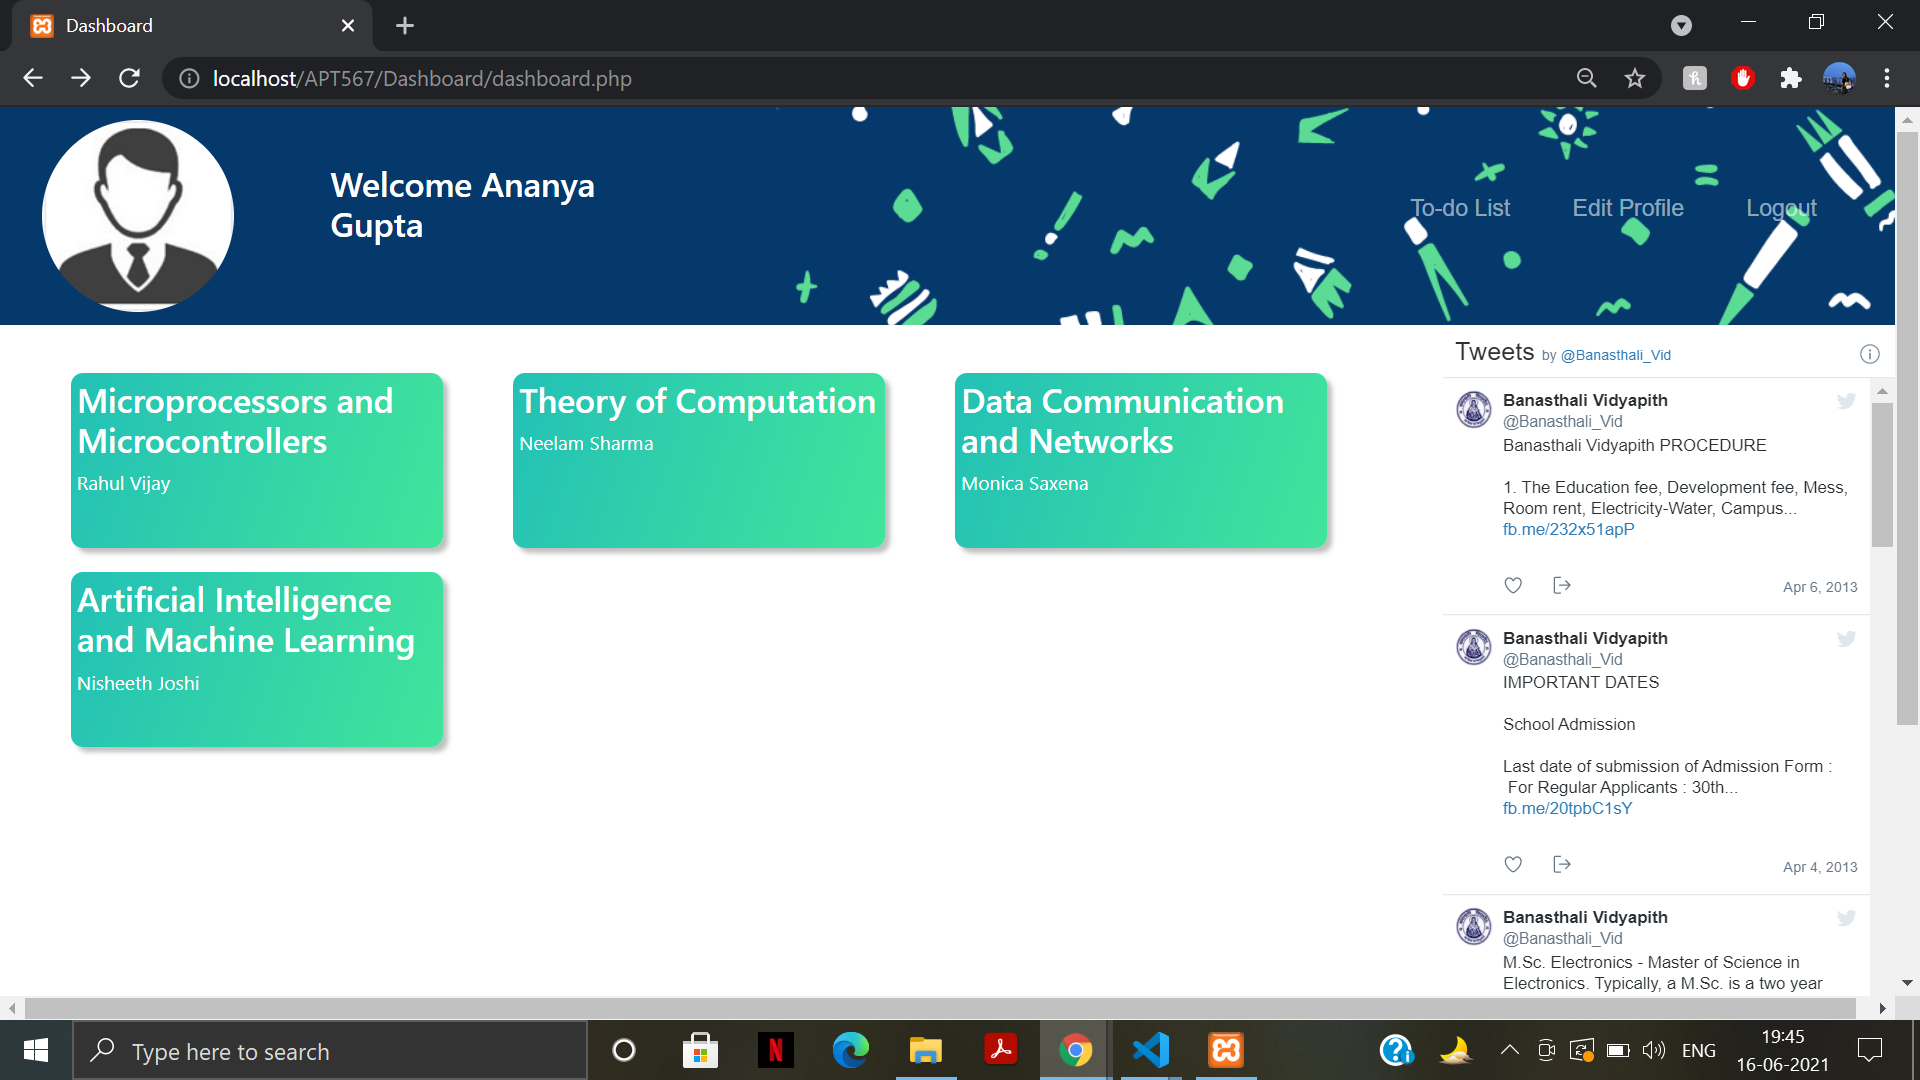 Dashboard
localhost/APT567/Dashboard/dashboard.php
Welcome Ananya
Gupta
To-do List
Edit Profile
Logout
Microprocessors and
Microcontrollers
Rahul Vijay
Theory of Computation
Neelam Sharma
Data Communication
and Networks
Monica Saxena
Artificial Intelligence
and Machine Learning
Nisheeth Joshi
Tweets by @Banasthali_Vid
Banasthali Vidyapith
@Banasthali_Vid
Banasthali Vidyapith PROCEDURE
1. The Education fee, Development fee, Mess,
Room rent, Electricity-Water, Campus...
fb.me/232x51apP
Apr 6, 2013
Banasthali Vidyapith
@Banasthali_Vid
IMPORTANT DATES
School Admission
Last date of submission of Admission Form :
For Regular Applicants : 30th...
fb.me/20tpbC1sY
Apr 4, 2013
Banasthali Vidyapith
@Banasthali_Vid
M.Sc. Electronics - Master of Science in
Electronics. Typically, a M.Sc. is a two year
Type here to search
ENG
19:45
16-06-2021